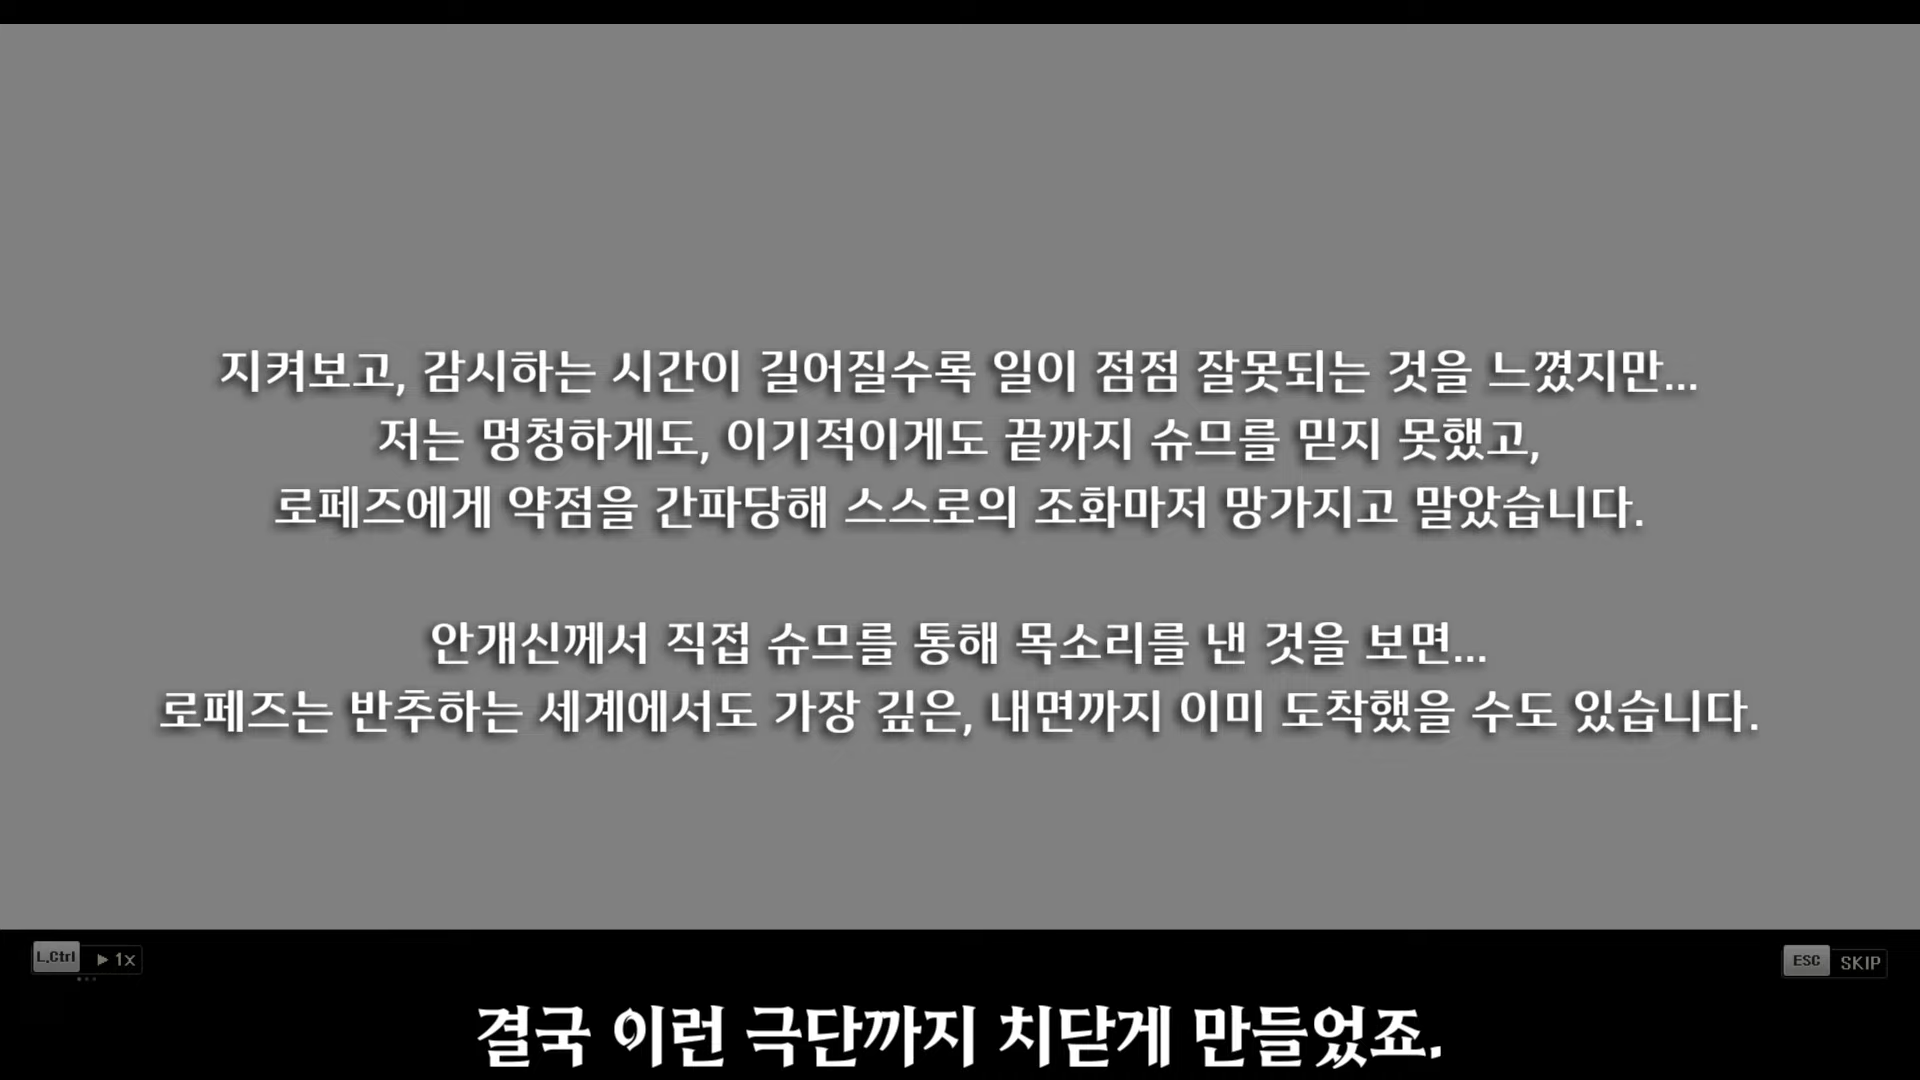 지켜보고, 감시하는 시간이 길어질수록 일이 점점 잘못되는 것을 느꼈지만...
저는 멍청하게도, 이기적이게도 끝까지 슈므를 믿지 못했고,
로페즈에게 약점을 간파당해 스스로의 조화마저 망가지고 말았습니다.
안개신께서 직접 슈므를 통해 목소리를 낸 것을 보면...
로페즈는 반추하는 세계에서도 가장 깊은, 내면까지 이미 도착했을 수도 있습니다.
L.Ctrl ▶ 1x
ESC SKIP
결국 이런 극단까지 치닫게 만들었죠.